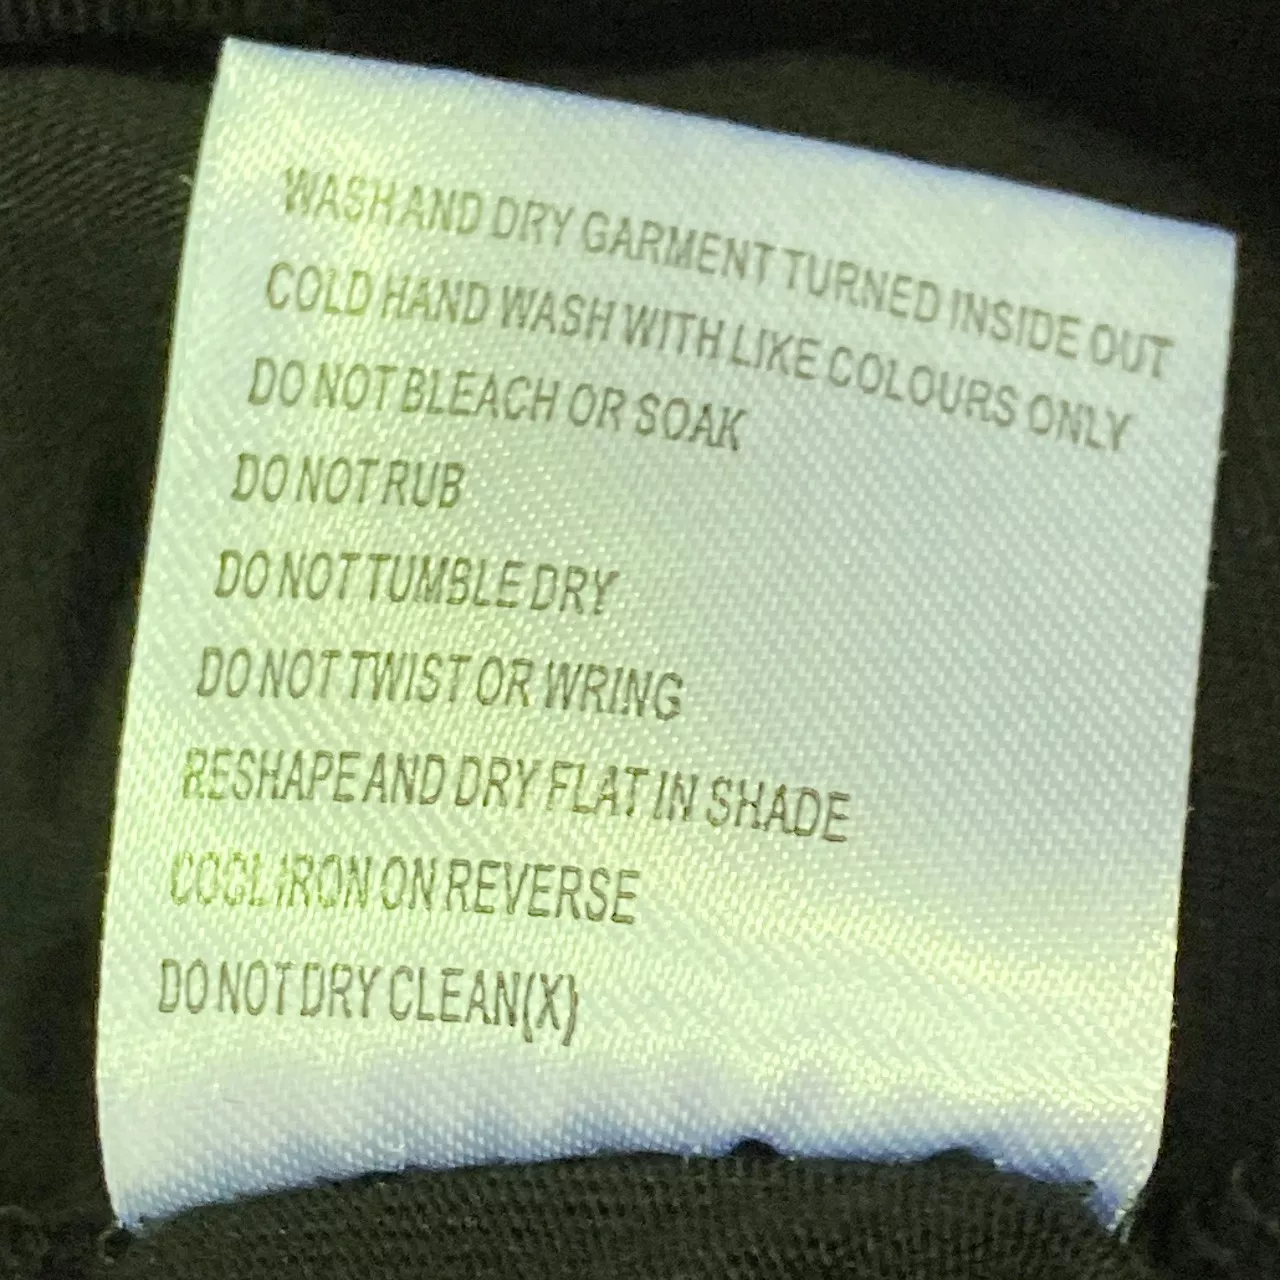 WASH AND DRY GARMENT TURNED INSIDE OUT
COLD HAND WASH WITH LIKE COLOURS ONLY
DO NOT BLEACH OR SOAK
DO NOT RUB
DO NOT TUMBLE DRY
DO NOT TWIST OR WRING
RESHAPE AND DRY FLAT IN SHADE
COOL IRON ON REVERSE
DO NOT DRY CLEAN(X)